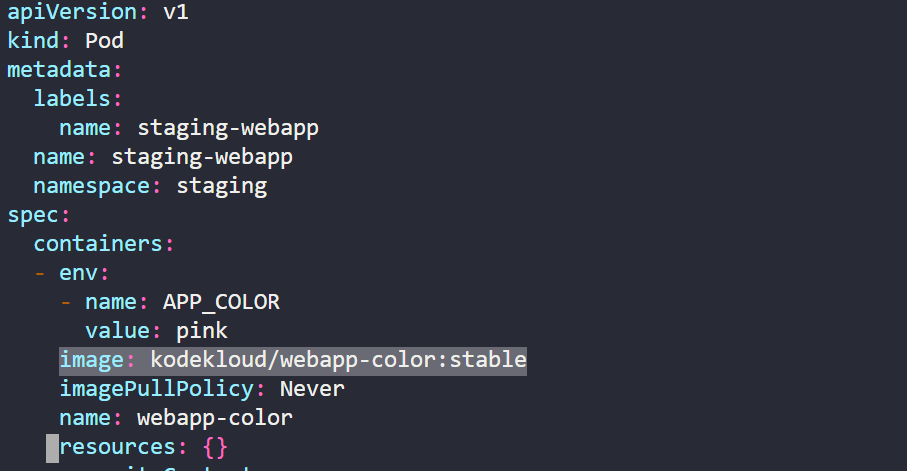 apiVersion: v1
kind: Pod
metadata:
  labels:
    name: staging-webapp
  name: staging-webapp
  namespace: staging
spec:
  containers:
  - env:
    - name: APP_COLOR
      value: pink
    image: kodekloud/webapp-color:stable
    imagePullPolicy: Never
    name: webapp-color
    resources: {}